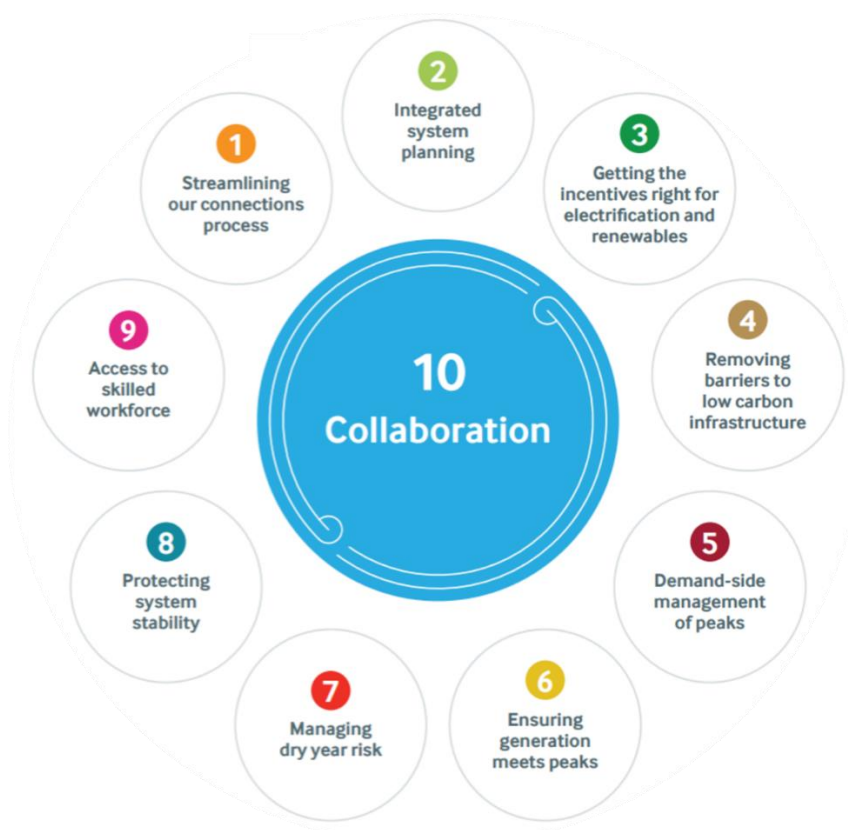 1
Streamlining
our connections
process
2
Integrated
system
planning
3
Getting the
incentives right for
electrification and
renewables
4
Removing
barriers to
low carbon
infrastructure
5
Demand-side
management
of peaks
6
Ensuring
generation
meets peaks
7
Managing
dry year risk
8
Protecting
system
stability
9
Access to
skilled
workforce
10
Collaboration